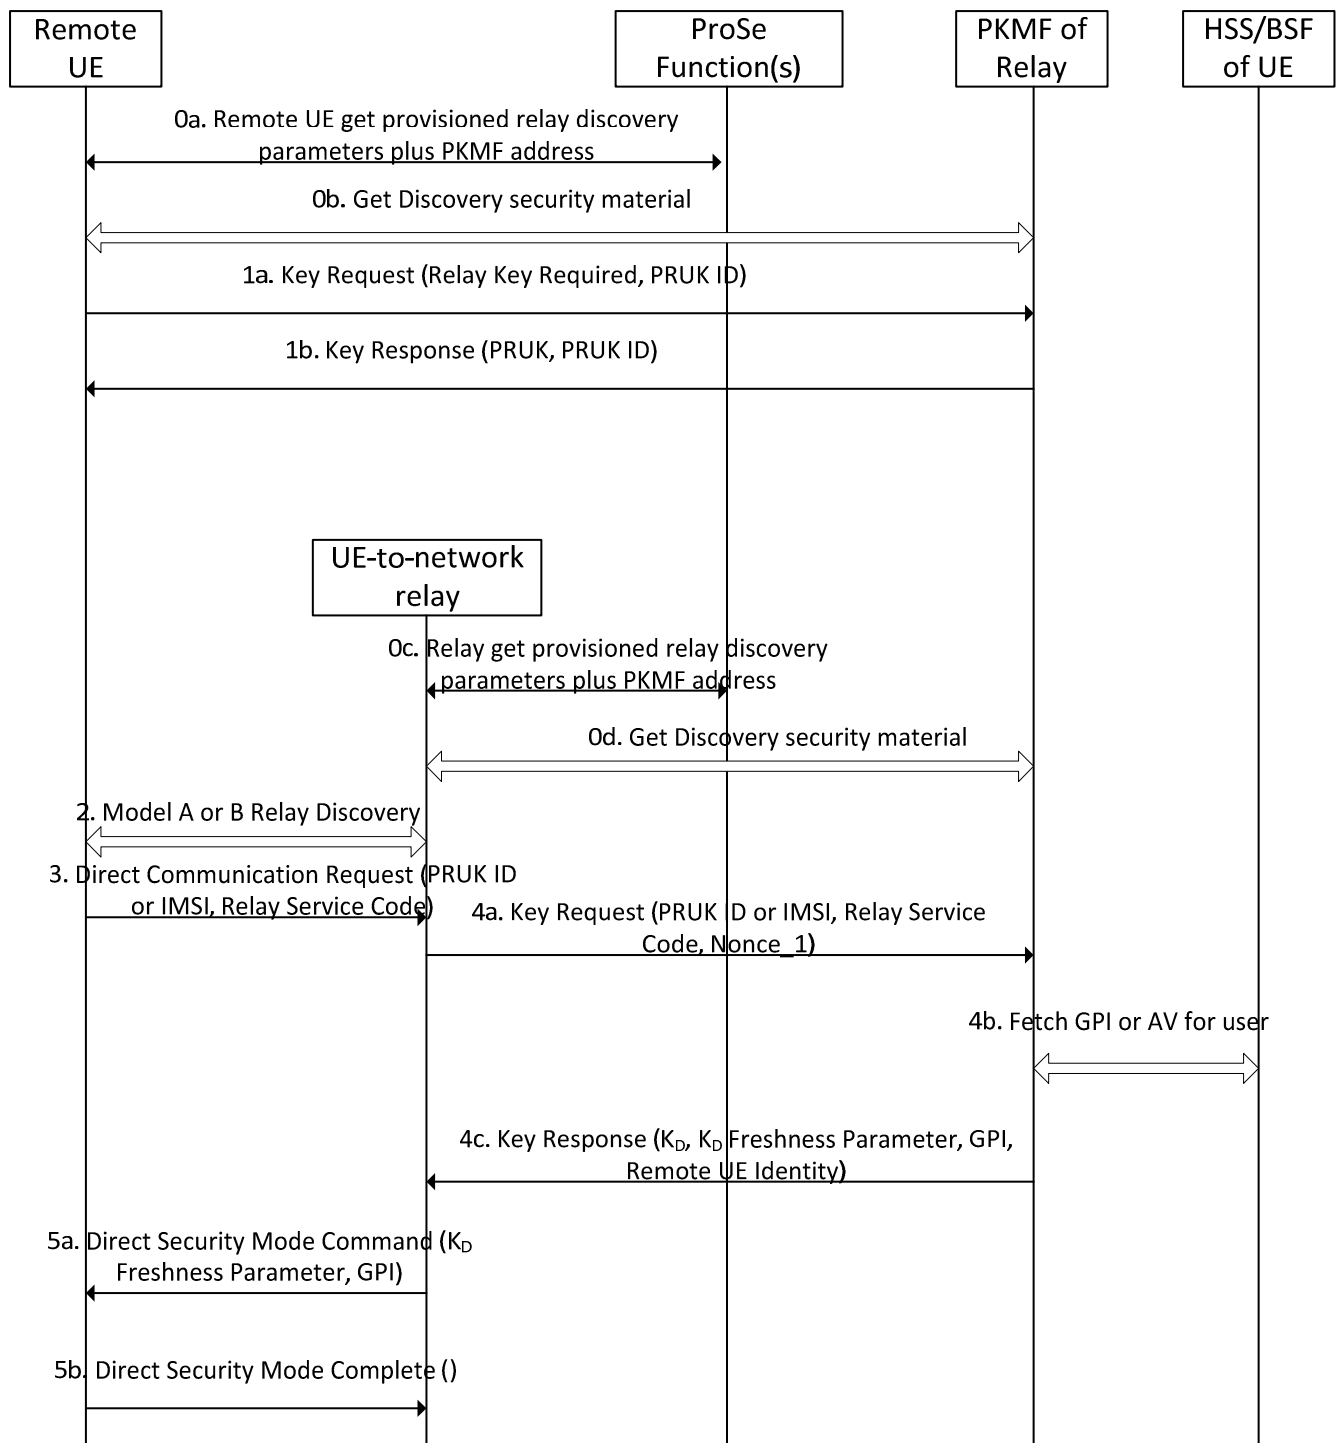 Remote
UE
ProSe
Function(s)
PKMF of
Relay
HSS/BSF
of UE
0a. Remote UE get provisioned relay discovery
parameters plus PKMF address
0b. Get Discovery security material
1a. Key Request (Relay Key Required, PRUK ID)
1b. Key Response (PRUK, PRUK ID)
UE-to-network
relay
0c. Relay get provisioned relay discovery
parameters plus PKMF address
0d. Get Discovery security material
2. Model A or B Relay Discovery
3. Direct Communication Request (PRUK ID
or IMSI, Relay Service Code)
4a. Key Request (PRUK ID or IMSI, Relay Service
Code, Nonce_1)
4b. Fetch GPI or AV for user
4c. Key Response (KD, KD Freshness Parameter, GPI,
Remote UE Identity)
5a. Direct Security Mode Command (KD
Freshness Parameter, GPI)
5b. Direct Security Mode Complete ()